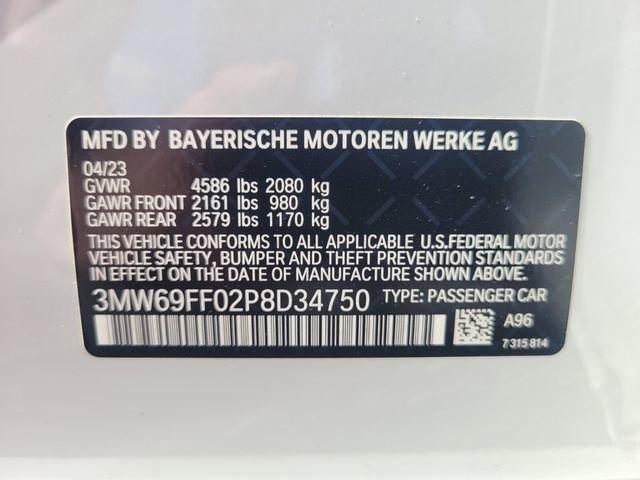 MFD BY BAYERISCHE MOTOREN WERKE AG
04/23
GVWR 4586 lbs 2080 kg
GAWR FRONT 2161 lbs 980 kg
GAWR REAR 2579 lbs 1170 kg
THIS VEHICLE CONFORMS TO ALL APPLICABLE U.S.FEDERAL MOTOR
VEHICLE SAFETY, BUMPER AND THEFT PREVENTION STANDARDS
IN EFFECT ON THE DATE OF MANUFACTURE SHOWN ABOVE.
3MW69FF02P8D34750 TYPE: PASSENGER CAR
A96
7 315 814